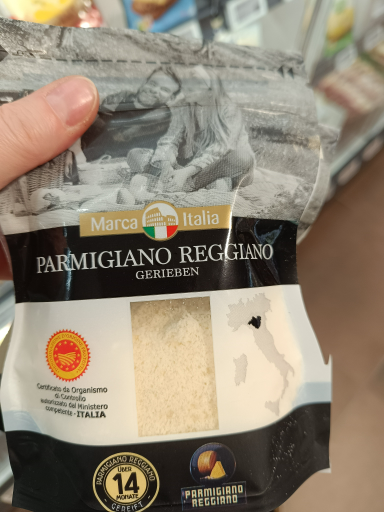 Marca Italia
PARMIGIANO REGGIANO
GERIEBEN
Certificato da Organismo
di Controllo
autorizzato dal Ministero
competente - ITALIA
PARMIGIANO REGGIANO
ÜBER
14
MONATE
GEREIFT
PARMIGIANO
REGGIANO